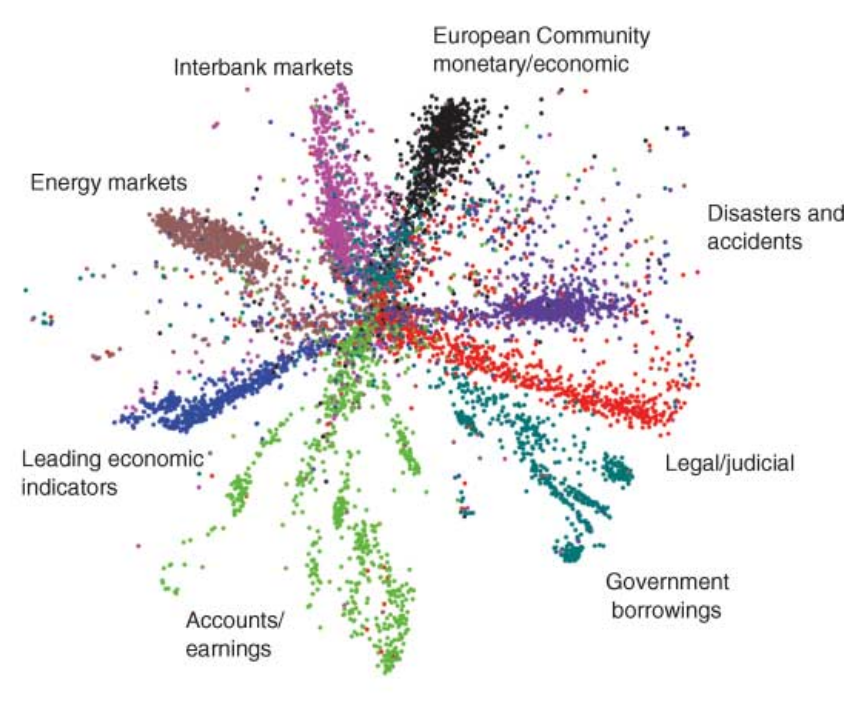 European Community
monetary/economic
Interbank markets
Energy markets
Disasters and
accidents
Leading economic
indicators
Legal/judicial
Government
borrowings
Accounts/
earnings